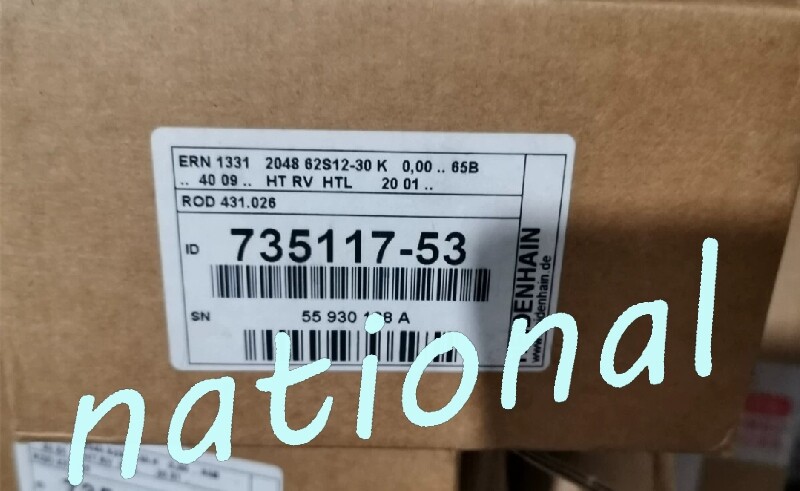 ERN 1331 2048 62S12-30 K 0,00 .. 65B
.. 40 09 .. HT RV HTL 20 01 ..
ROD 431.026
ID 735117-53
SN 55 930 A
national